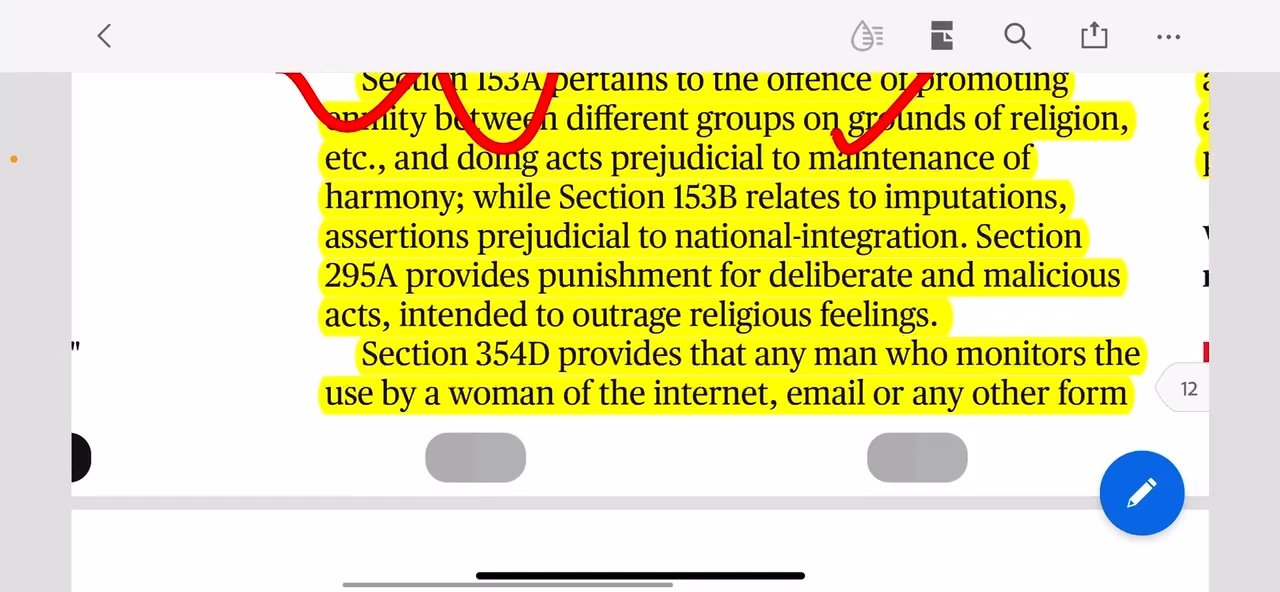 Section 153A pertains to the offence of promoting
enmity between different groups on grounds of religion,
etc., and doing acts prejudicial to maintenance of
harmony; while Section 153B relates to imputations,
assertions prejudicial to national-integration. Section
295A provides punishment for deliberate and malicious
acts, intended to outrage religious feelings.
Section 354D provides that any man who monitors the
use by a woman of the internet, email or any other form
"
12